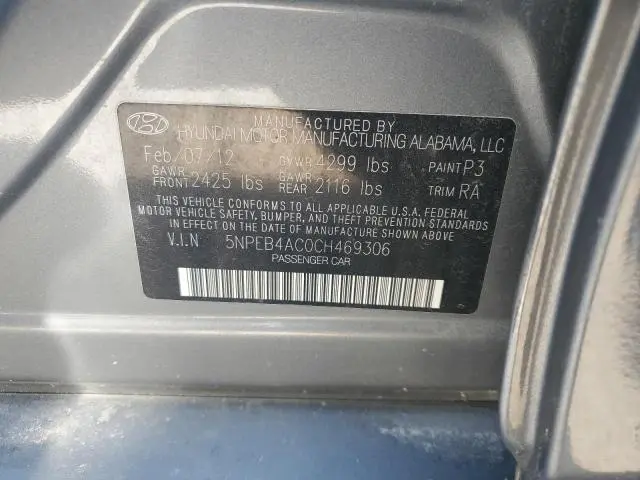 MANUFACTURED BY
HYUNDAI MOTOR MANUFACTURING ALABAMA, LLC
Feb/07/12 GVWR 4299 lbs PAINT P3
GAWR FRONT 2425 lbs GAWR REAR 2116 lbs TRIM RA
THIS VEHICLE CONFORMS TO ALL APPLICABLE U.S.A. FEDERAL
MOTOR VEHICLE SAFETY, BUMPER, AND THEFT PREVENTION STANDARDS
IN EFFECT ON THE DATE OF MANUFACTURE SHOWN ABOVE.
V.I.N 5NPEB4AC0CH469306
PASSENGER CAR